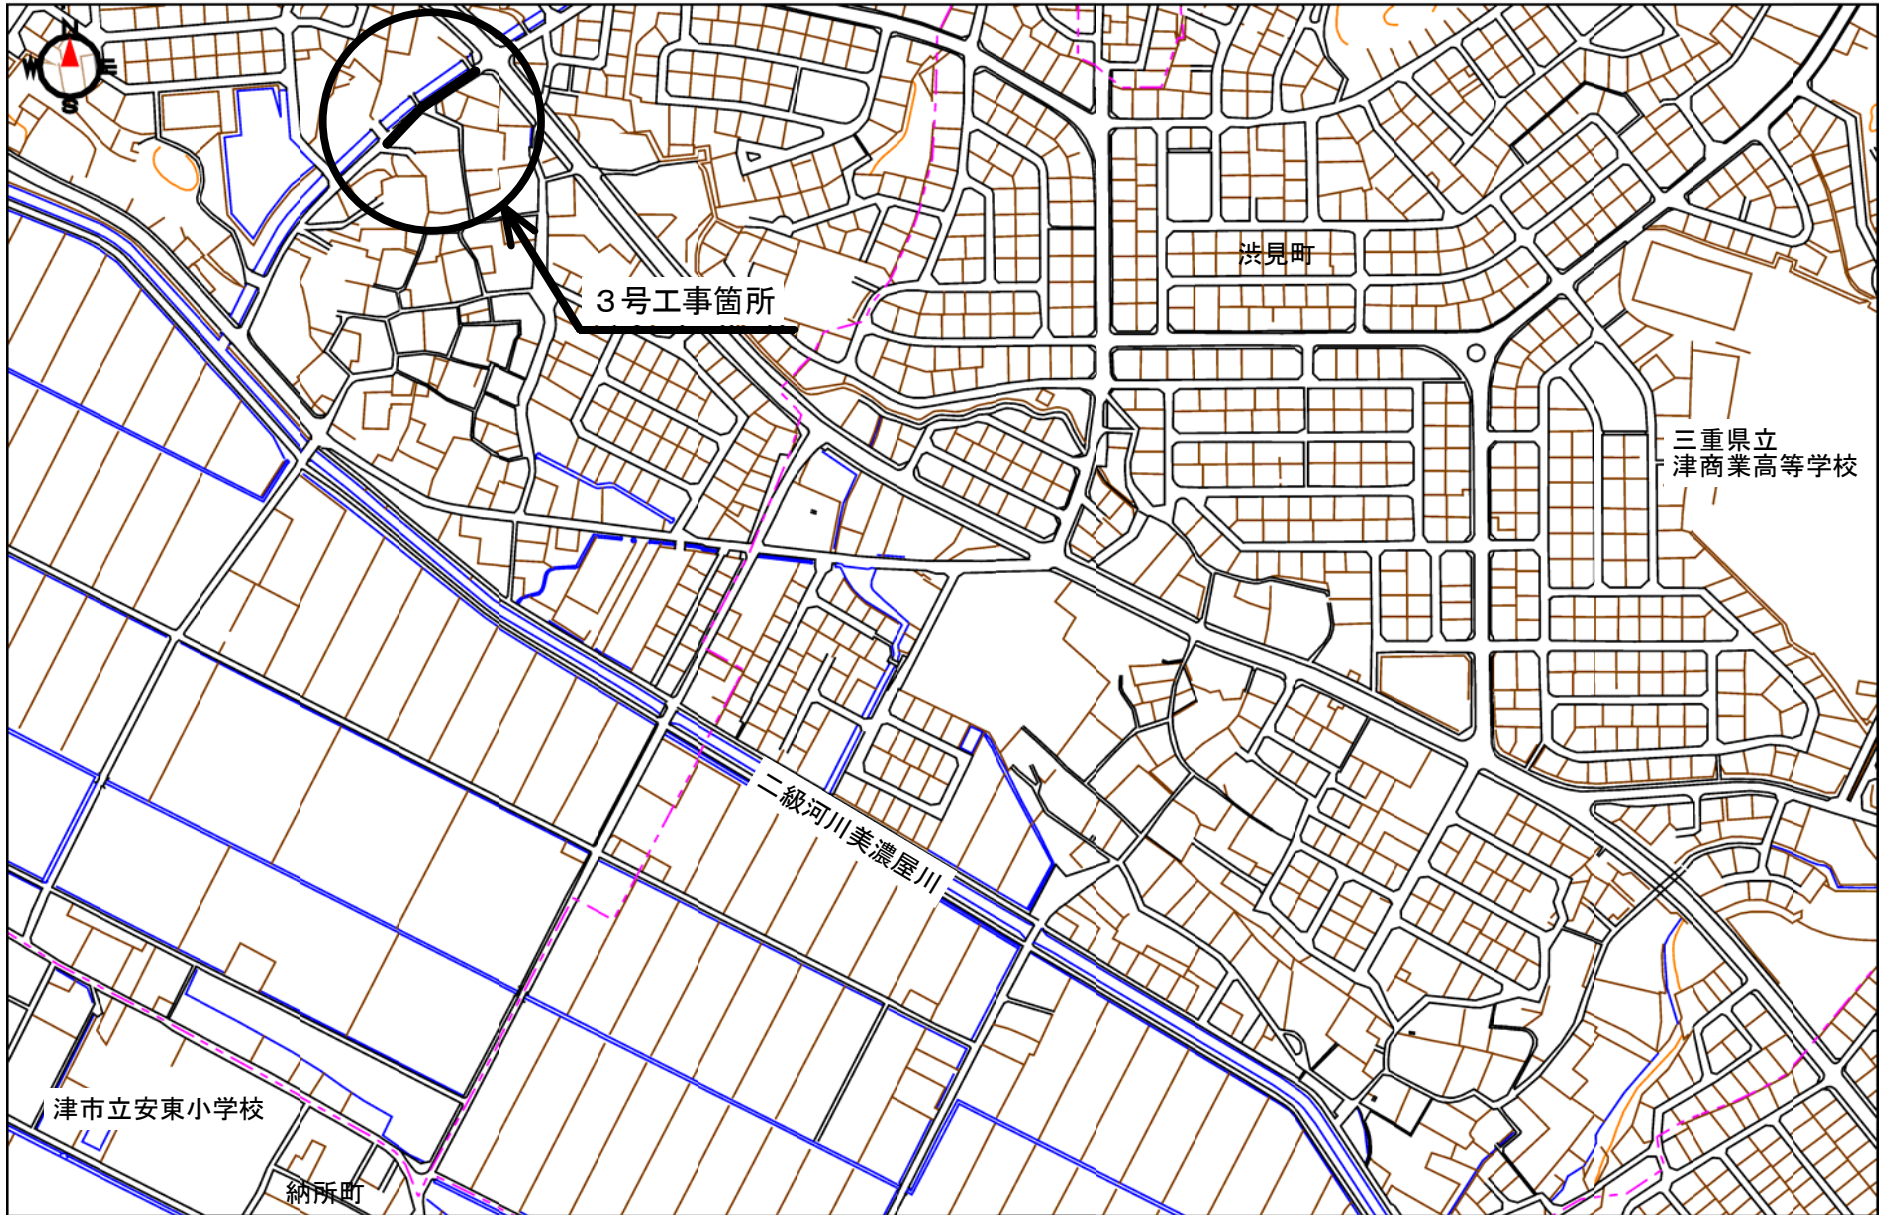 N
W E
S
渋見町
３号工事箇所
三重県立
津商業高等学校
二級河川美濃屋川
津市立安東小学校
納所町